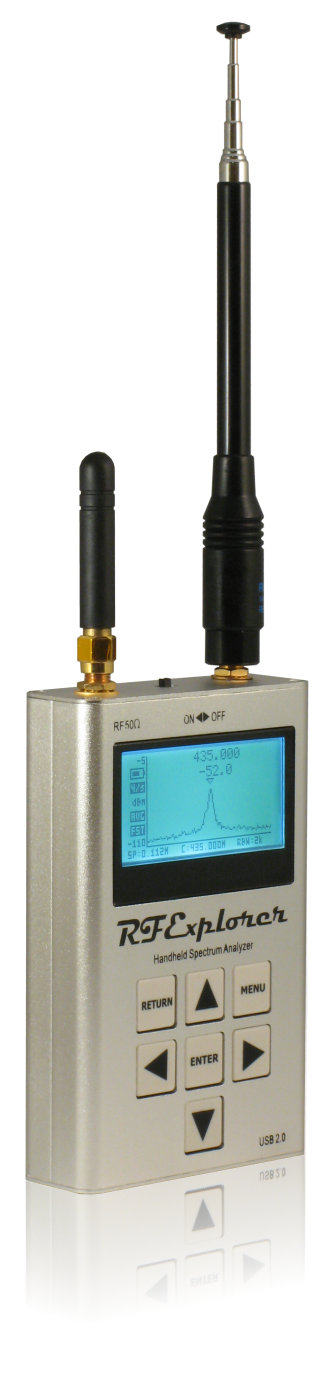 RF50Ω ON ◀▶ OFF
-5 435.000
-52.0
dBm
-110
SP:0.112M C:435.000M RBW:2K
RFExplorer
Handheld Spectrum Analyzer
RETURN MENU
ENTER
USB 2.0